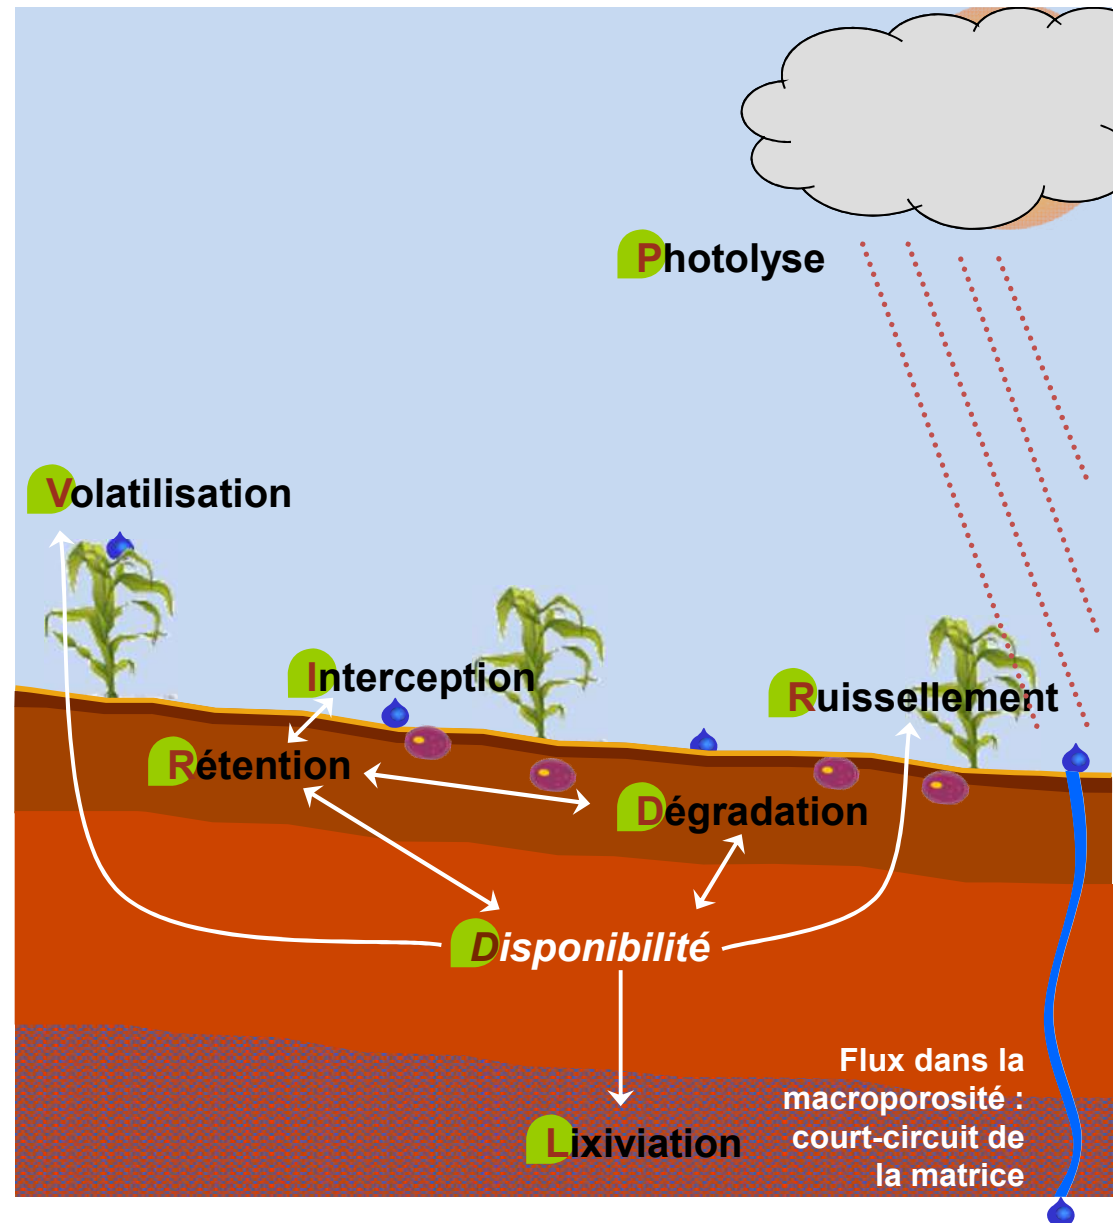 Photolyse
Volatilisation
Interception
Ruissellement
Rétention
Dégradation
Disponibilité
Flux dans la
macroporosité :
court-circuit de
la matrice
Lixiviation